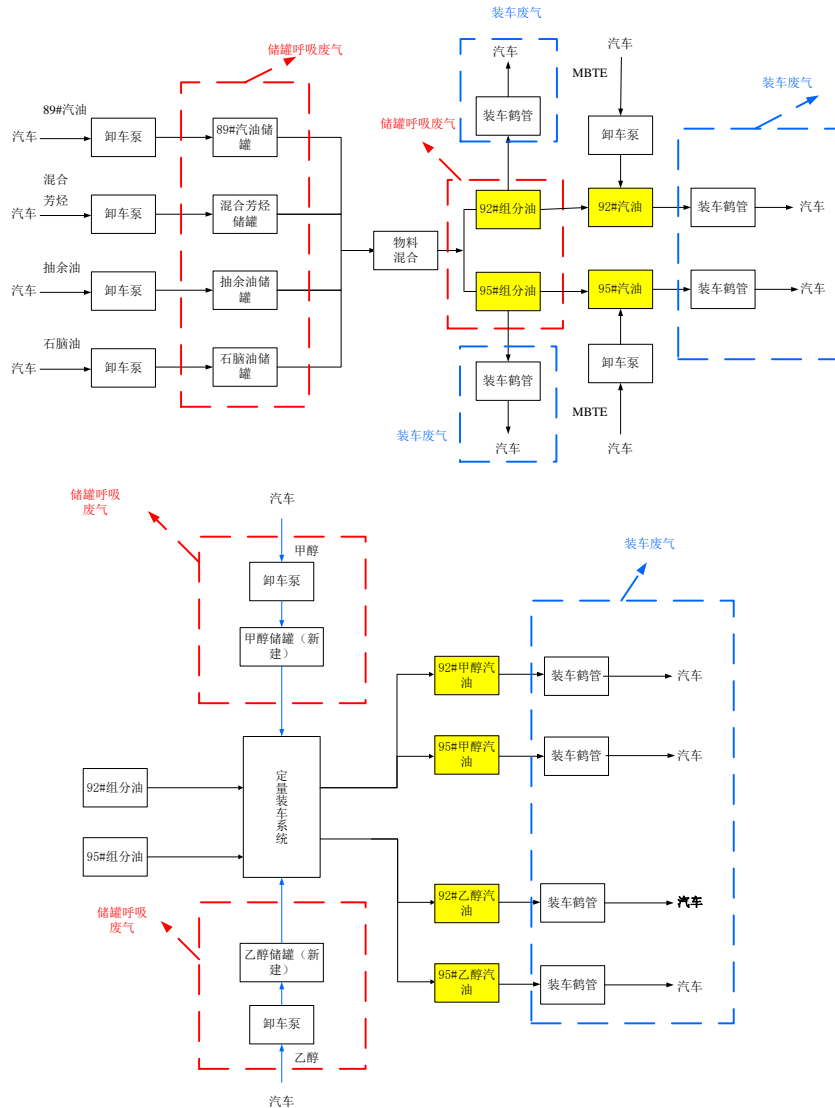 装车废气
汽车
汽车
储罐呼吸废气
MBTE
装车废气
89#汽油
装车鹤管
储罐呼吸废气
汽车
卸车泵
89#汽油储
罐
卸车泵
混合
芳烃
汽车
卸车泵
混合芳烃
储罐
92#组分油
92#汽油
装车鹤管
汽车
物料
混合
抽余油
汽车
卸车泵
抽余油储
罐
95#组分油
95#汽油
装车鹤管
汽车
石脑油
汽车
卸车泵
石脑油储
罐
装车鹤管
卸车泵
MBTE
装车废气
汽车
汽车
储罐呼吸
废气
汽车
甲醇
装车废气
卸车泵
甲醇储罐（新
建）
92#甲醇汽
油
装车鹤管
汽车
95#甲醇汽
油
装车鹤管
汽车
92#组分油
定
量
装
车
系
统
95#组分油
储罐呼吸
废气
92#乙醇汽
油
装车鹤管
汽车
乙醇储罐（新
建）
95#乙醇汽
油
装车鹤管
汽车
卸车泵
乙醇
汽车